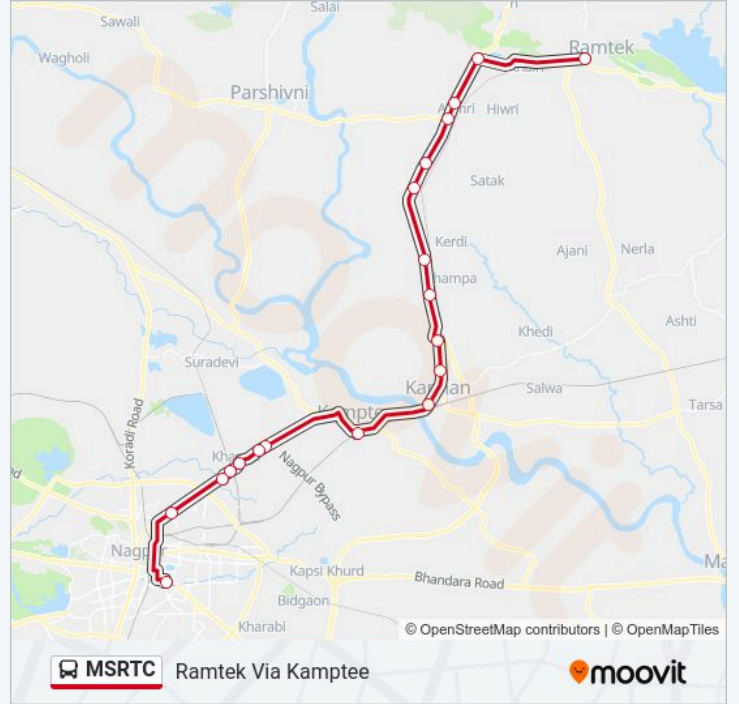 Salai
Sawali
Wagholi
Ramtek
Parshivni
Hiwri
Satak
Kerdi
Ajani
Nerla
Khedi
Ashti
Suradevi
Kamptee
Salwa
Tarsa
Koradi Road
Nagpur Bypass
Nagpur
Kapsi Khurd
Bhandara Road
Bidgaon
Kharabi
© OpenStreetMap contributors | © OpenMapTiles
MSRTC Ramtek Via Kamptee
moovit